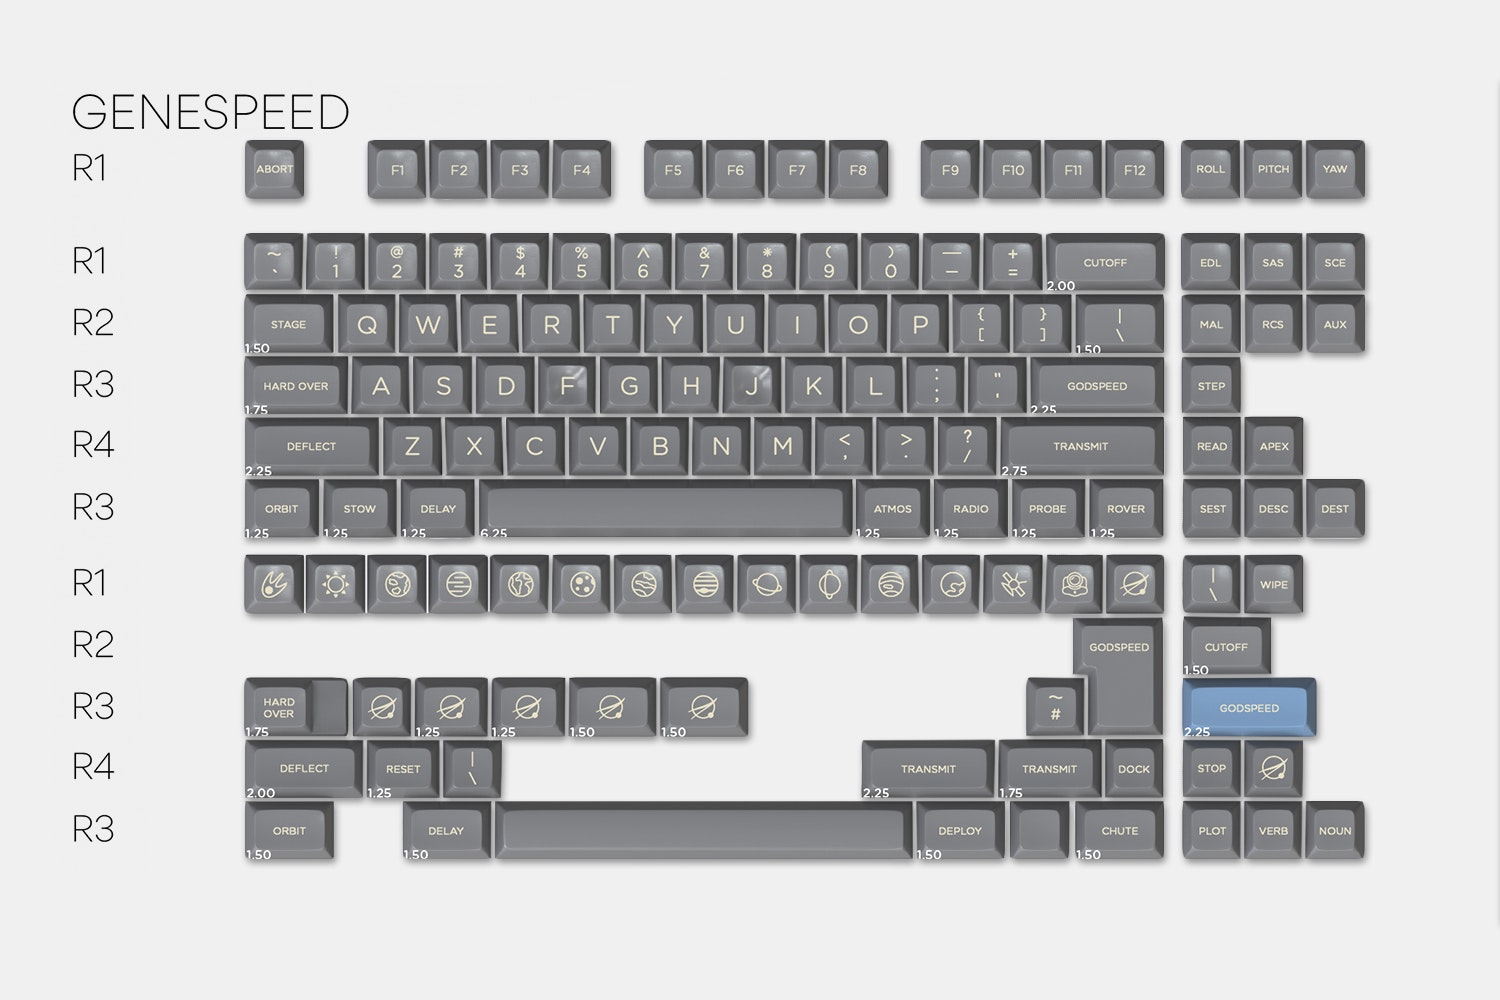 GENESPEED
R1 ABORT F1 F2 F3 F4 F5 F6 F7 F8 F9 F10 F11 F12 ROLL PITCH YAW
R1 ~ ` ! 1 @ 2 # 3 $ 4 % 5 ^ 6 & 7 * 8 ( 9 ) 0 — – + = CUTOFF 2.00 EDL SAS SCE
R2 STAGE 1.50 Q W E R T Y U I O P { [ } ] | \ 1.50 MAL RCS AUX
R3 HARD OVER 1.75 A S D F G H J K L : ; " ' GODSPEED 2.25 STEP
R4 DEFLECT 2.25 Z X C V B N M < , > . ? / TRANSMIT 2.75 READ APEX
R3 ORBIT 1.25 STOW 1.25 DELAY 1.25 6.25 ATMOS 1.25 RADIO 1.25 PROBE 1.25 ROVER 1.25 SEST DESC DEST
R1 | \ WIPE
R2 GODSPEED CUTOFF 1.50
R3 HARD OVER 1.75 1.25 1.25 1.50 1.50 ~ # GODSPEED 2.25
R4 DEFLECT 2.00 RESET 1.25 | \ TRANSMIT 2.25 TRANSMIT 1.75 DOCK STOP
R3 ORBIT 1.50 DELAY 1.50 DEPLOY 1.50 CHUTE 1.50 PLOT VERB NOUN